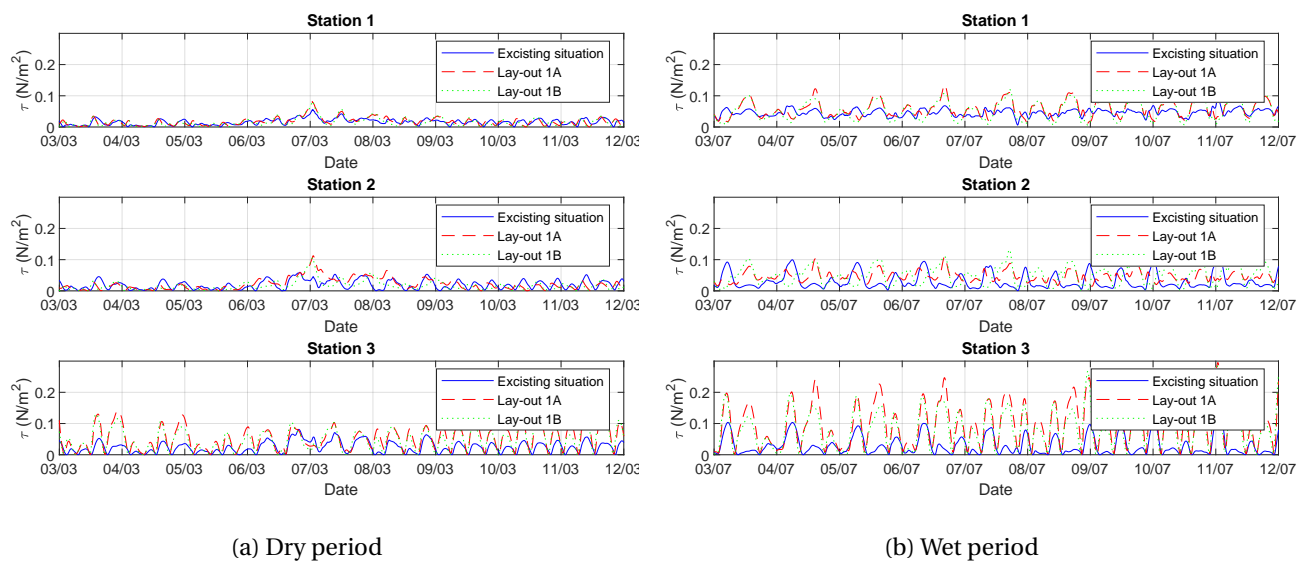 Station 1
τ (N/m²)
0.2
0.1
0
Excisting situation
Lay-out 1A
Lay-out 1B
03/03 04/03 05/03 06/03 07/03 08/03 09/03 10/03 11/03 12/03
Date
Station 2
τ (N/m²)
0.2
0.1
0
Excisting situation
Lay-out 1A
Lay-out 1B
03/03 04/03 05/03 06/03 07/03 08/03 09/03 10/03 11/03 12/03
Date
Station 3
τ (N/m²)
0.2
0.1
0
Excisting situation
Lay-out 1A
Lay-out 1B
03/03 04/03 05/03 06/03 07/03 08/03 09/03 10/03 11/03 12/03
Date
(a) Dry period
Station 1
τ (N/m²)
0.2
0.1
0
Excisting situation
Lay-out 1A
Lay-out 1B
03/07 04/07 05/07 06/07 07/07 08/07 09/07 10/07 11/07 12/07
Date
Station 2
τ (N/m²)
0.2
0.1
0
Excisting situation
Lay-out 1A
Lay-out 1B
03/07 04/07 05/07 06/07 07/07 08/07 09/07 10/07 11/07 12/07
Date
Station 3
τ (N/m²)
0.2
0.1
0
Excisting situation
Lay-out 1A
Lay-out 1B
03/07 04/07 05/07 06/07 07/07 08/07 09/07 10/07 11/07 12/07
Date
(b) Wet period